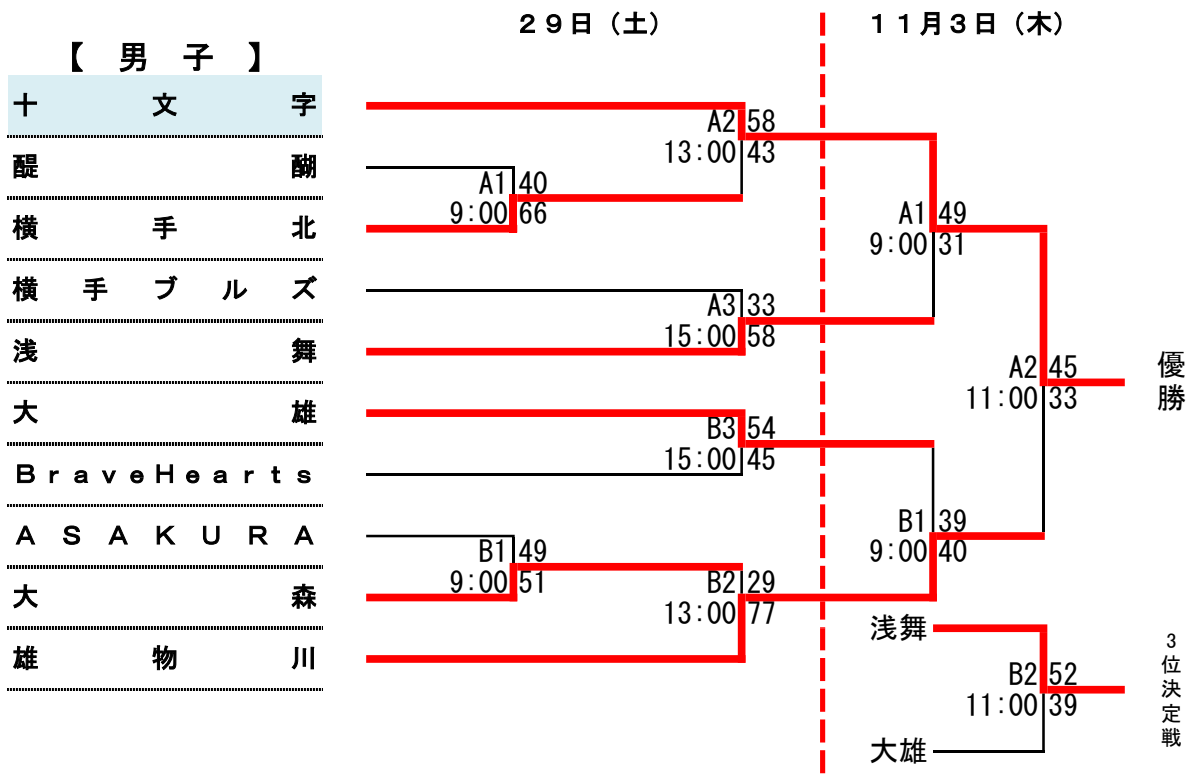 29日（土）
11月3日（木）
【男子】
十文字
A2 58
13:00 43
醍醐
A1 40
9:00 66
横手北
A1 49
9:00 31
横手ブルズ
A3 33
15:00 58
浅舞
A2 45
11:00 33
優勝
大雄
B3 54
15:00 45
BraveHearts
ASAKURA
B1 39
9:00 40
B1 49
9:00 51
大森
B2 29
13:00 77
雄物川
浅舞
B2 52
11:00 39
3位決定戦
大雄